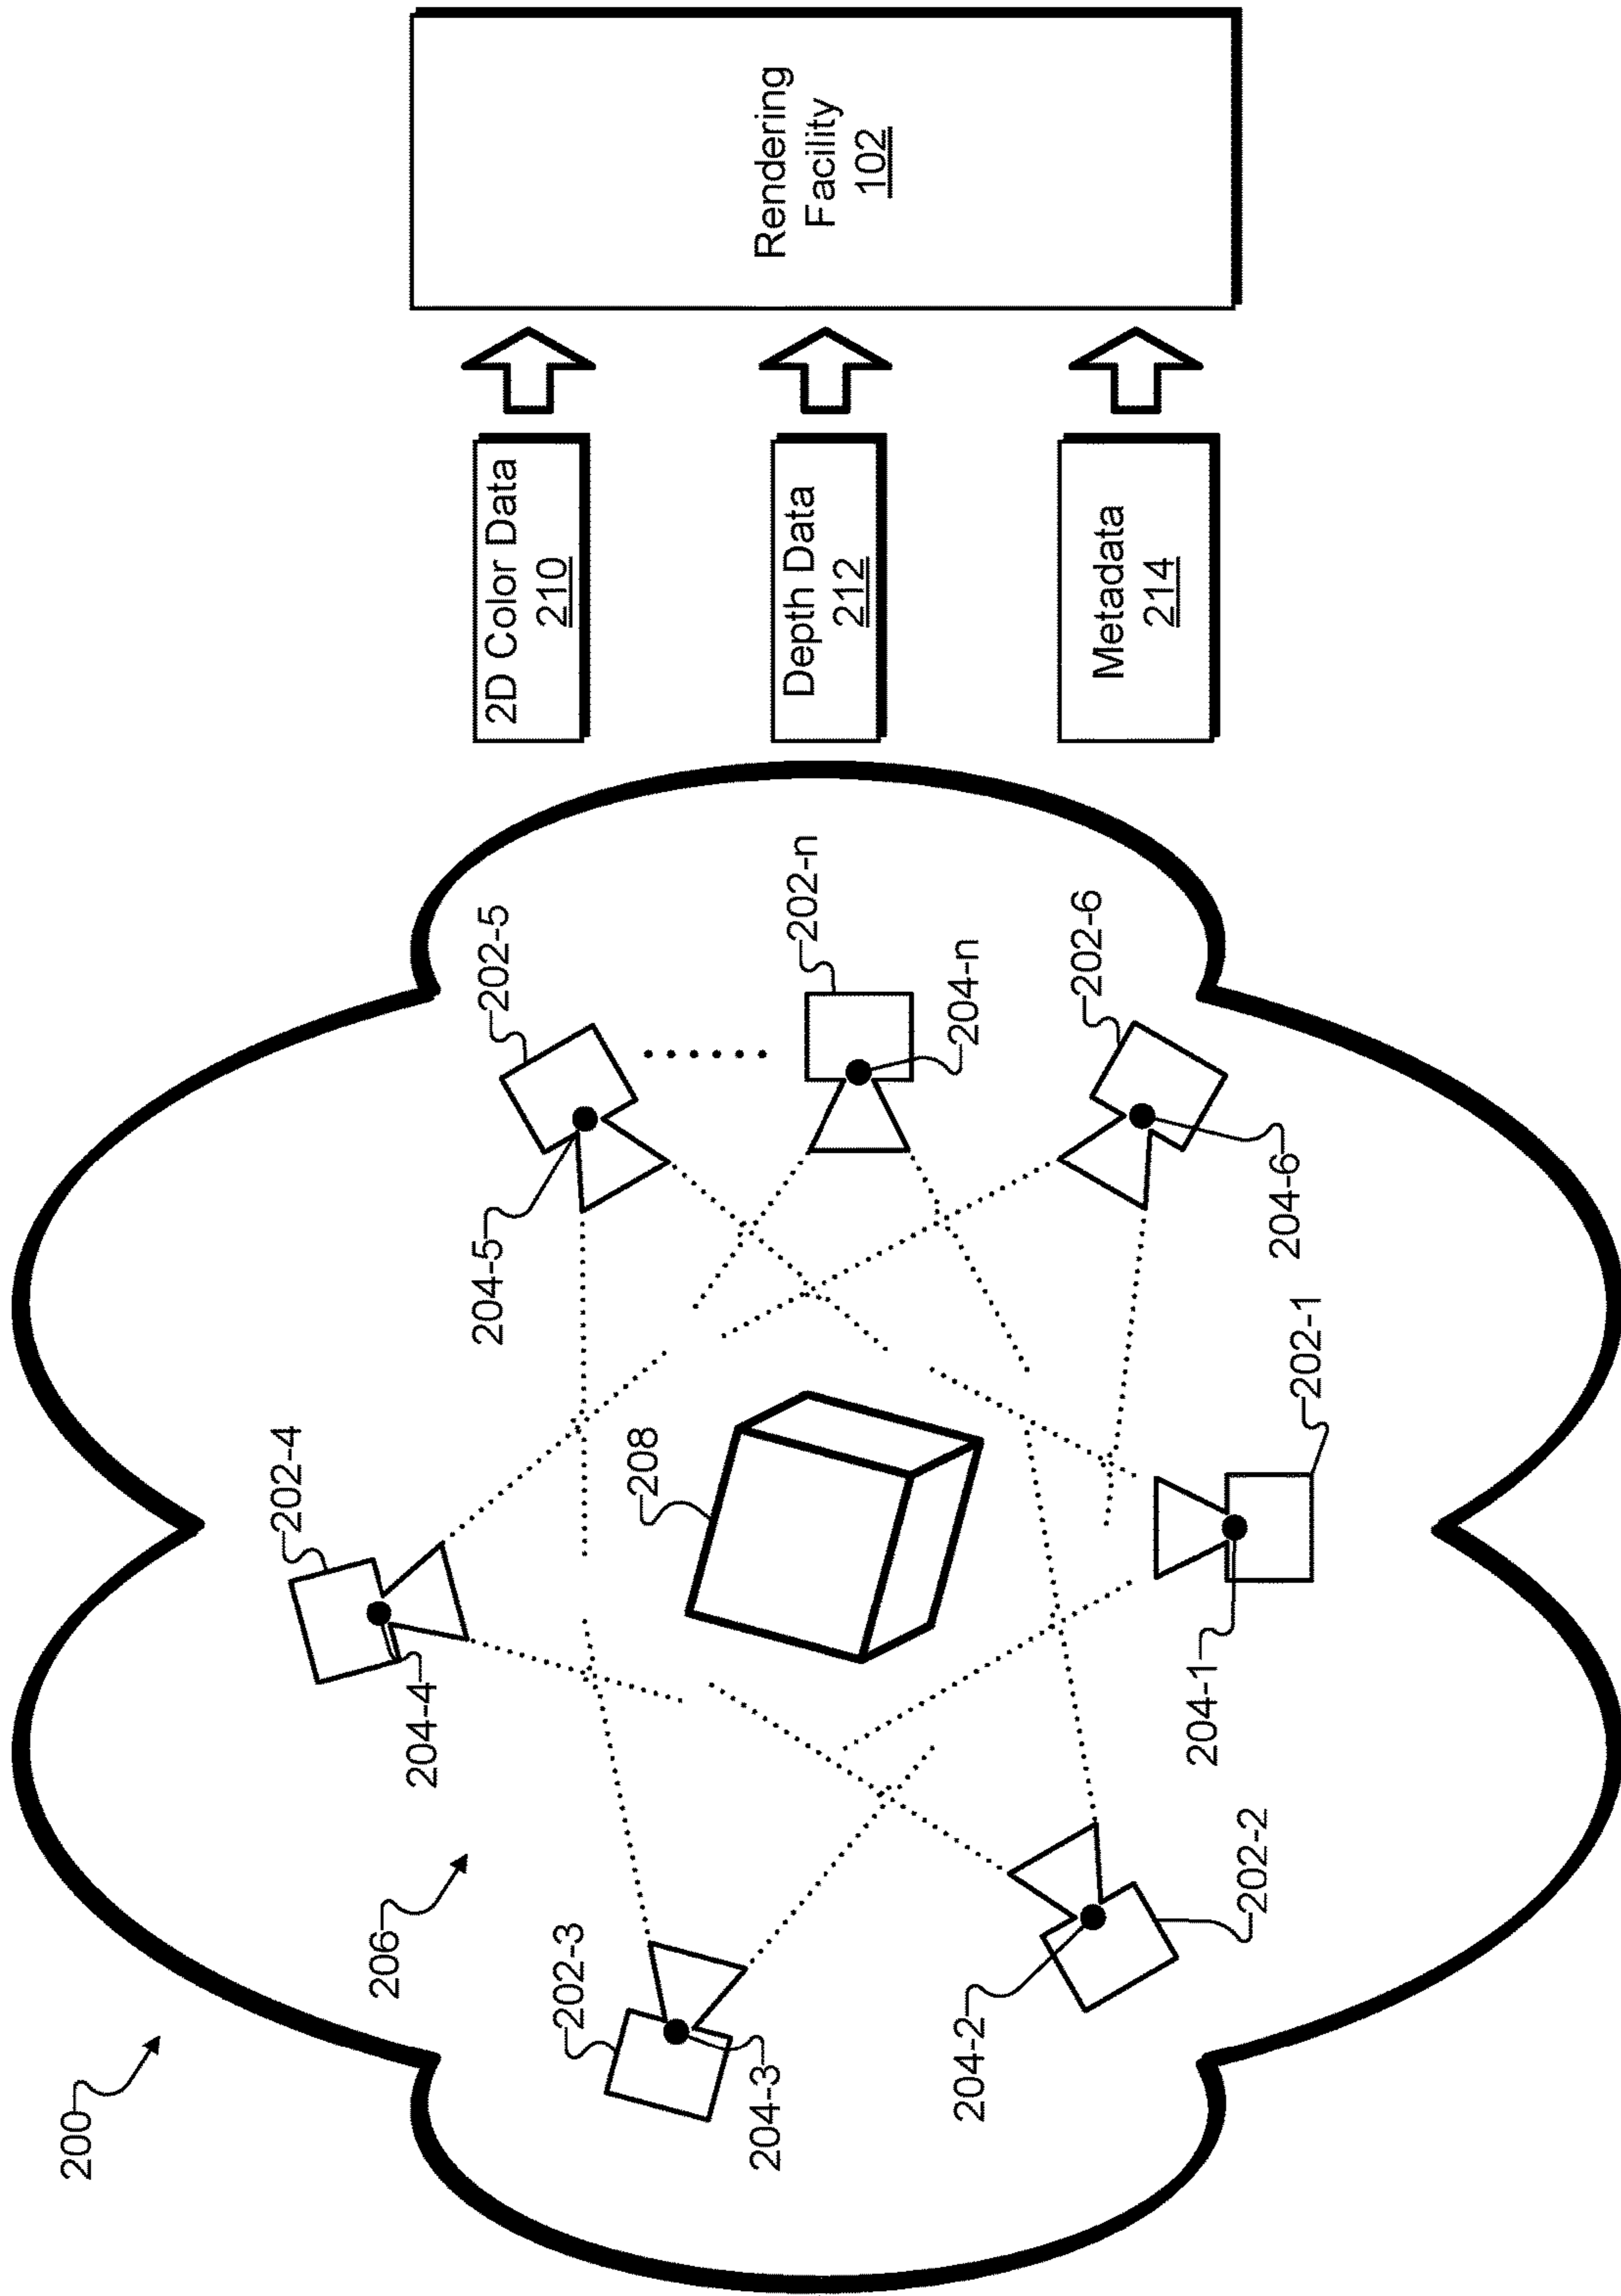 200
206
202-3
204-3
202-4
204-4
208
204-2
202-2
204-1
202-1
202-5
204-5
202-n
204-n
202-6
204-6
2D Color Data
210
Depth Data
212
Metadata
214
Rendering
Facility
102